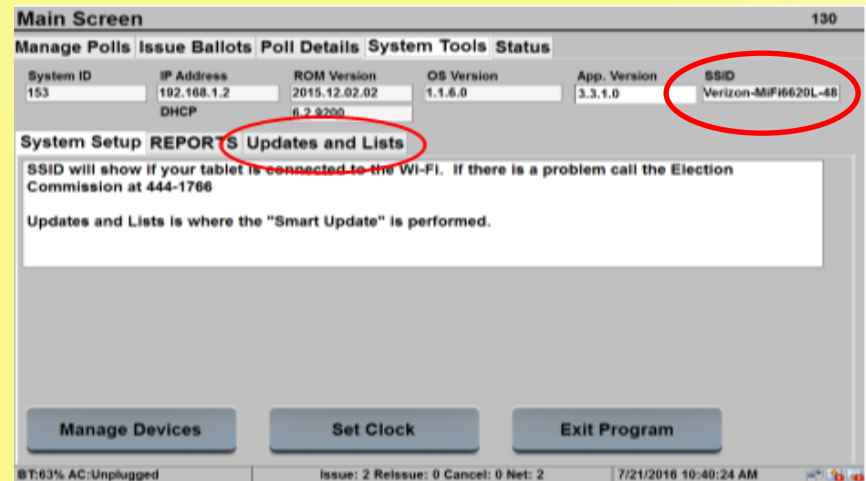 Main Screen 130
Manage Polls Issue Ballots Poll Details System Tools Status
System ID IP Address ROM Version OS Version App. Version SSID
153 192.168.1.2 2015.12.02.02 1.1.6.0 3.3.1.0 Verizon-MiFi6620L-48
DHCP 6.2.9200
System Setup REPORTS Updates and Lists
SSID will show if your tablet is connected to the Wi-Fi. If there is a problem call the Election
Commission at 444-1766
Updates and Lists is where the "Smart Update" is performed.
Manage Devices Set Clock Exit Program
BT:63% AC:Unplugged Issue: 2 ReIssue: 0 Cancel: 0 Net: 2 7/21/2016 10:40:24 AM